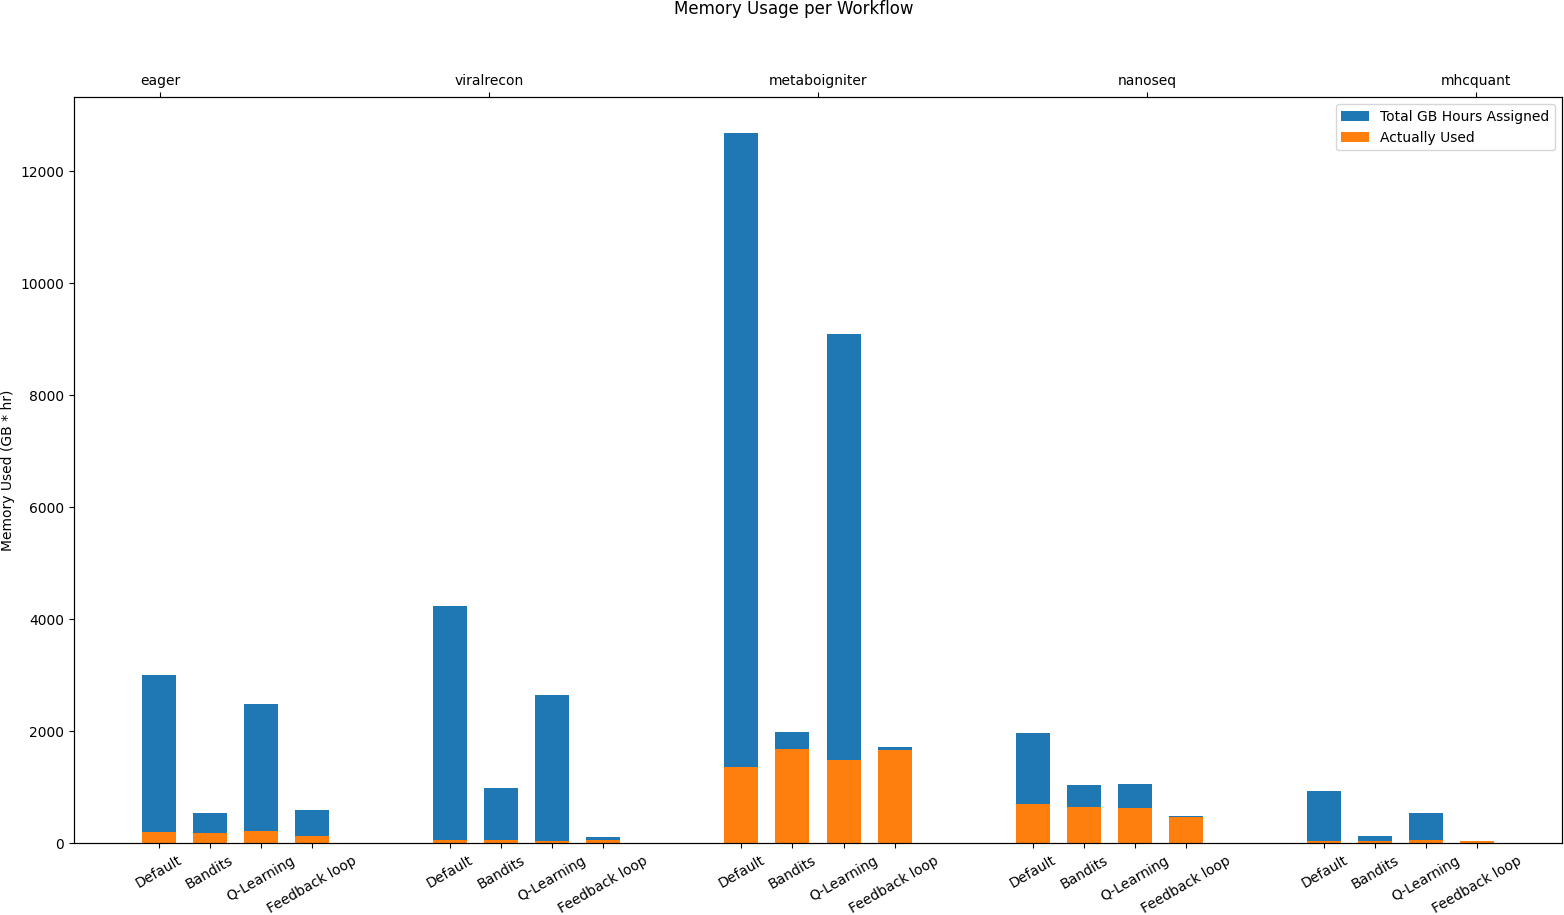 Memory Usage per Workflow
eager viralrecon metaboigniter nanoseq mhcquant
Total GB Hours Assigned
Actually Used
12000
10000
8000
6000
4000
2000
0
Memory Used (GB * hr)
Default Bandits Q-Learning Feedback loop Default Bandits Q-Learning Feedback loop Default Bandits Q-Learning Feedback loop Default Bandits Q-Learning Feedback loop Default Bandits Q-Learning Feedback loop